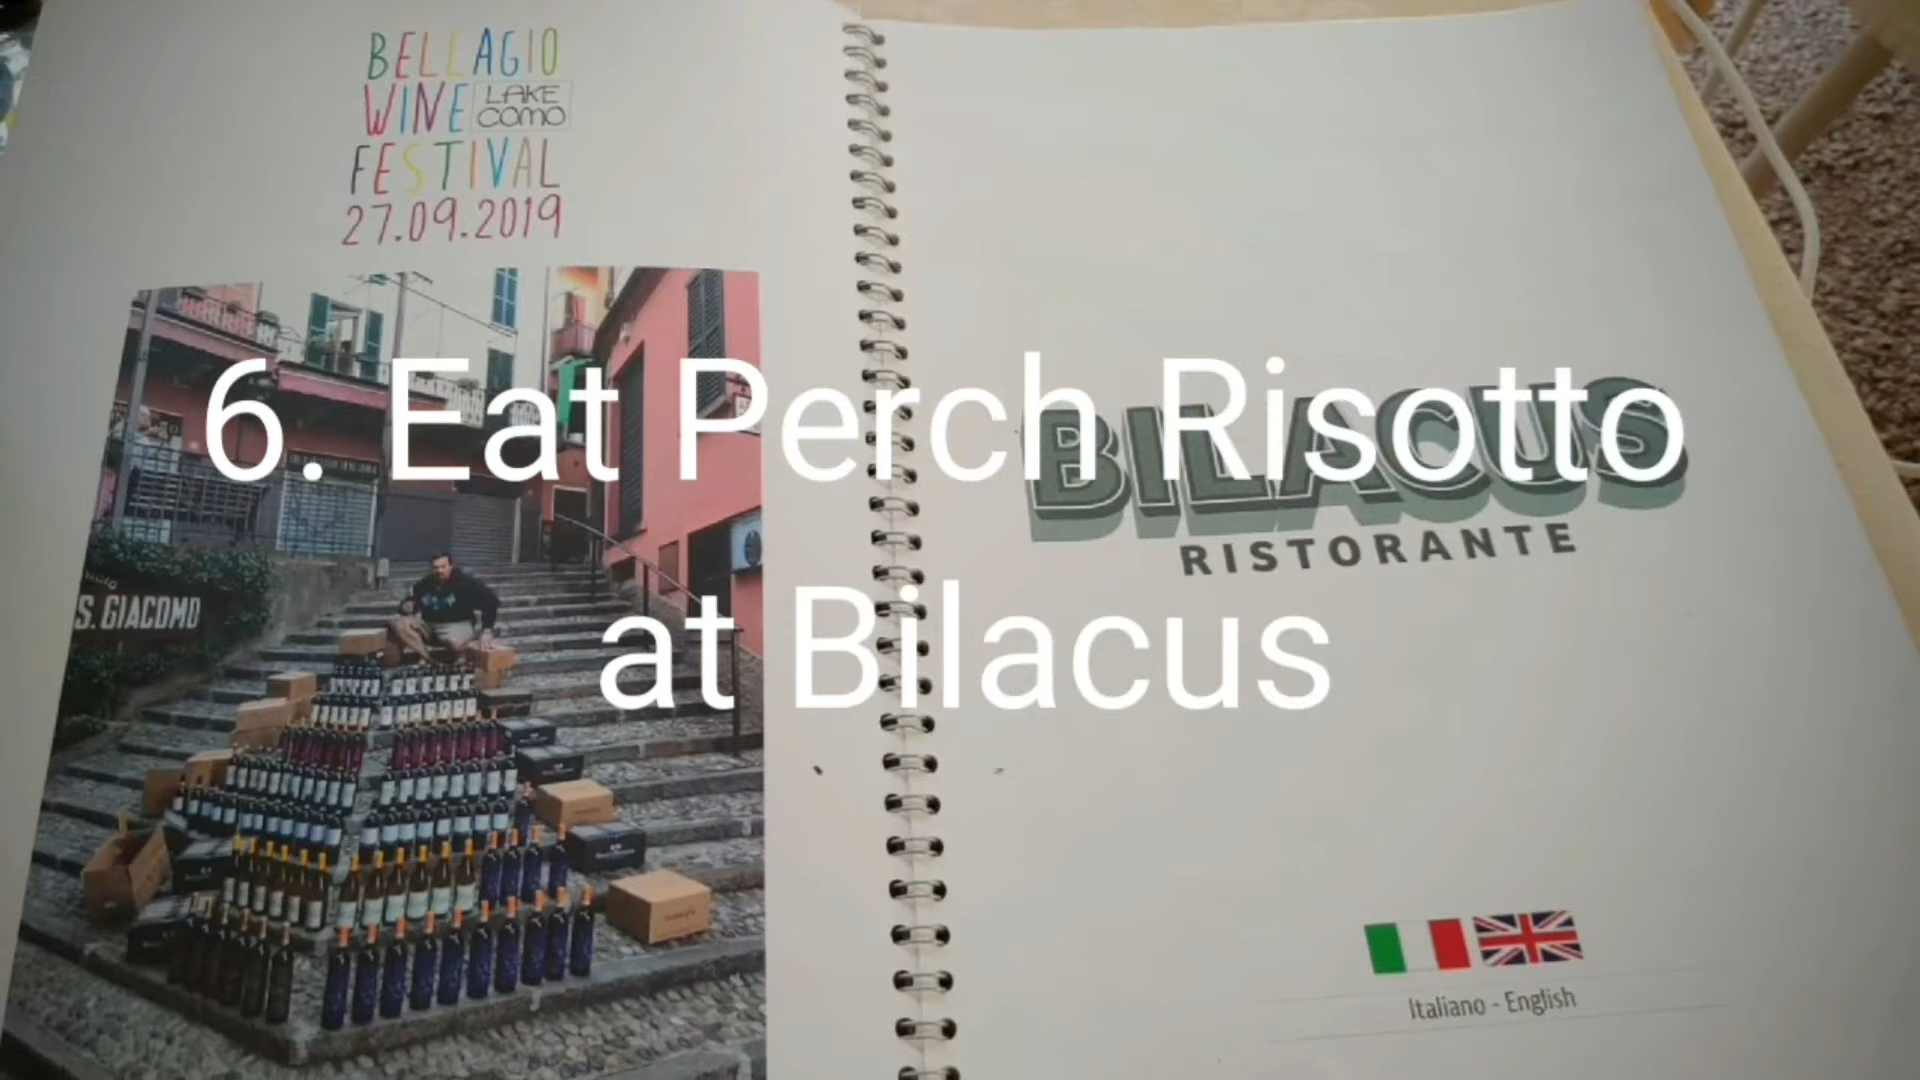 BELLAGIO
WINE LAKE COMO
FESTIVAL
27.09.2019
S. GIACOMO
6. Eat Perch Risotto
at Bilacus
BILACUS
RISTORANTE
Italiano - English